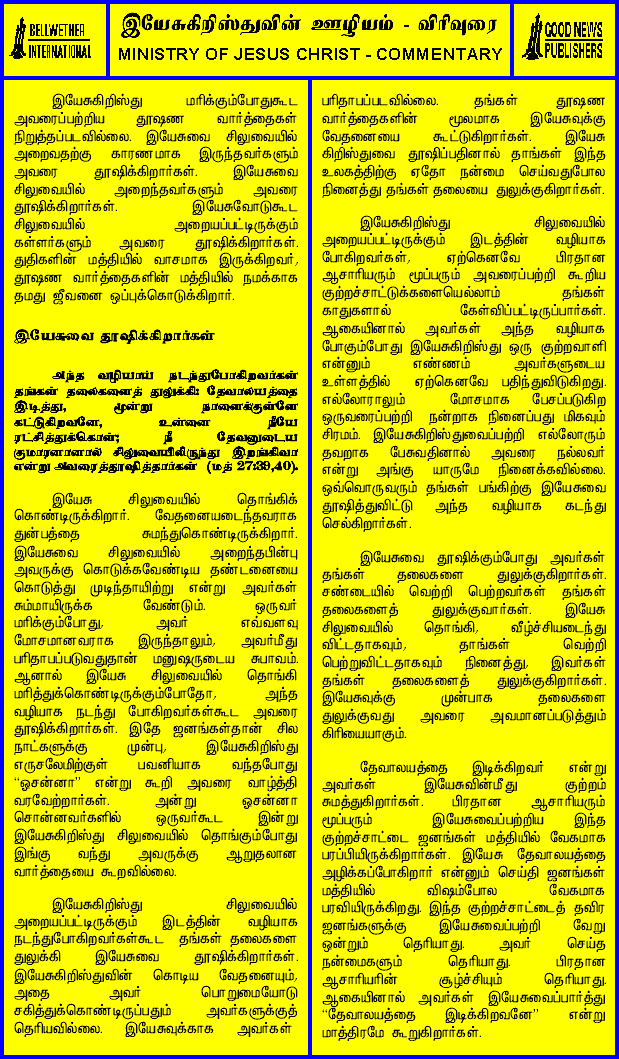 BELLWETHER
INTERNATIONAL
இயேசுகிறிஸ்துவின் ஊழியம் - விரிவுரை
MINISTRY OF JESUS CHRIST - COMMENTARY
GOOD NEWS
PUBLISHERS
இயேசுகிறிஸ்து மரிக்கும்போதுகூட
அவரைப்பற்றிய தூஷண வார்த்தைகள்
நிறுத்தப்படவில்லை. இயேசுவை சிலுவையில்
அறைவதற்கு காரணமாக இருந்தவர்களும்
அவரை தூஷிக்கிறார்கள். இயேசுவை
சிலுவையில் அறைந்தவர்களும் அவரை
தூஷிக்கிறார்கள். இயேசுவோடுகூட
சிலுவையில் அறையப்பட்டிருக்கும்
கள்ளர்களும் அவரை தூஷிக்கிறார்கள்.
துதிகளின் மத்தியில் வாசமாக இருக்கிறவர்,
தூஷண வார்த்தைகளின் மத்தியில் நமக்காக
தமது ஜீவனை ஒப்புக்கொடுக்கிறார்.
இயேசுவை தூஷிக்கிறார்கள்
அந்த வழியாய் நடந்துபோகிறவர்கள்
தங்கள் தலைகளைத் துலுக்கி: தேவாலயத்தை
இடித்து, மூன்று நாளைக்குள்ளே
கட்டுகிறவனே, உன்னை நீயே
ரட்சித்துக்கொள்; நீ தேவனுடைய
குமாரனானால் சிலுவையிலிருந்து இறங்கிவா
என்று அவரைத்தூஷித்தார்கள் (மத் 27:39,40).
இயேசு சிலுவையில் தொங்கிக்
கொண்டிருக்கிறார். வேதனையடைந்தவராக
துன்பத்தை சுமந்துகொண்டிருக்கிறார்.
இயேசுவை சிலுவையில் அறைந்தபின்பு
அவருக்கு கொடுக்கவேண்டிய தண்டனையை
கொடுத்து முடிந்தாயிற்று என்று அவர்கள்
சும்மாயிருக்க வேண்டும். ஒருவர்
மரிக்கும்போது, அவர் எவ்வளவு
மோசமானவராக இருந்தாலும், அவர்மீது
பரிதாபப்படுவதுதான் மனுஷருடைய சுபாவம்.
ஆனால் இயேசு சிலுவையில் தொங்கி
மரித்துக்கொண்டிருக்கும்போதோ, அந்த
வழியாக நடந்து போகிறவர்கள்கூட அவரை
தூஷிக்கிறார்கள். இதே ஜனங்கள்தான் சில
நாட்களுக்கு முன்பு, இயேசுகிறிஸ்து
எருசலேமிற்குள் பவனியாக வந்தபோது
“ஓசன்னா” என்று கூறி அவரை வாழ்த்தி
வரவேற்றார்கள். அன்று ஓசன்னா
சொன்னவர்களில் ஒருவர்கூட இன்று
இயேசுகிறிஸ்து சிலுவையில் தொங்கும்போது
இங்கு வந்து அவருக்கு ஆறுதலான
வார்த்தையை கூறவில்லை.
இயேசுகிறிஸ்து சிலுவையில்
அறையப்பட்டிருக்கும் இடத்தின் வழியாக
நடந்துபோகிறவர்கள்கூட தங்கள் தலைகளை
துலுக்கி இயேசுவை தூஷிக்கிறார்கள்.
இயேசுகிறிஸ்துவின் கொடிய வேதனையும்,
அதை அவர் பொறுமையோடு
சகித்துக்கொண்டிருப்பதும் அவர்களுக்குத்
தெரியவில்லை. இயேசுவுக்காக அவர்கள்
பரிதாபப்படவில்லை. தங்கள் தூஷண
வார்த்தைகளின் மூலமாக இயேசுவுக்கு
வேதனையை கூட்டுகிறார்கள். இயேசு
கிறிஸ்துவை தூஷிப்பதினால் தாங்கள் இந்த
உலகத்திற்கு ஏதோ நன்மை செய்வதுபோல
நினைத்து தங்கள் தலையை துலுக்குகிறார்கள்.
இயேசுகிறிஸ்து சிலுவையில்
அறையப்பட்டிருக்கும் இடத்தின் வழியாக
போகிறவர்கள், ஏற்கெனவே பிரதான
ஆசாரியரும் மூப்பரும் அவரைப்பற்றி கூறிய
குற்றச்சாட்டுக்களையெல்லாம் தங்கள்
காதுகளால் கேள்விப்பட்டிருப்பார்கள்.
ஆகையினால் அவர்கள் அந்த வழியாக
போகும்போது இயேசுகிறிஸ்து ஒரு குற்றவாளி
என்னும் எண்ணம் அவர்களுடைய
உள்ளத்தில் ஏற்கெனவே பதிந்துவிடுகிறது.
எல்லோராலும் மோசமாக பேசப்படுகிற
ஒருவரைப்பற்றி நன்றாக நினைப்பது மிகவும்
சிரமம். இயேசுகிறிஸ்துவைப்பற்றி எல்லோரும்
தவறாக பேசுவதினால் அவரை நல்லவர்
என்று அங்கு யாருமே நினைக்கவில்லை.
ஒவ்வொருவரும் தங்கள் பங்கிற்கு இயேசுவை
தூஷித்துவிட்டு அந்த வழியாக கடந்து
செல்கிறார்கள்.
இயேசுவை தூஷிக்கும்போது அவர்கள்
தங்கள் தலைகளை துலுக்குகிறார்கள்.
சண்டையில் வெற்றி பெற்றவர்கள் தங்கள்
தலைகளைத் துலுக்குவார்கள். இயேசு
சிலுவையில் தொங்கி, வீழ்ச்சியடைந்து
விட்டதாகவும், தாங்கள் வெற்றி
பெற்றுவிட்டதாகவும் நினைத்து, இவர்கள்
தங்கள் தலைகளைத் துலுக்குகிறார்கள்.
இயேசுவுக்கு முன்பாக தலைகளை
துலுக்குவது அவரை அவமானப்படுத்தும்
கிரியையாகும்.
தேவாலயத்தை இடிக்கிறவர் என்று
அவர்கள் இயேசுவின்மீது குற்றம்
சுமத்துகிறார்கள். பிரதான ஆசாரியரும்
மூப்பரும் இயேசுவைப்பற்றிய இந்த
குற்றச்சாட்டை ஜனங்கள் மத்தியில் வேகமாக
பரப்பியிருக்கிறார்கள். இயேசு தேவாலயத்தை
அழிக்கப்போகிறார் என்னும் செய்தி ஜனங்கள்
மத்தியில் விஷம்போல வேகமாக
பரவியிருக்கிறது. இந்த குற்றச்சாட்டைத் தவிர
ஜனங்களுக்கு இயேசுவைப்பற்றி வேறு
ஒன்றும் தெரியாது. அவர் செய்த
நன்மைகளும் தெரியாது. பிரதான
ஆசாரியரின் சூழ்ச்சியும் தெரியாது.
ஆகையினால் அவர்கள் இயேசுவைப்பார்த்து
“தேவாலயத்தை இடிக்கிறவனே” என்று
மாத்திரமே கூறுகிறார்கள்.